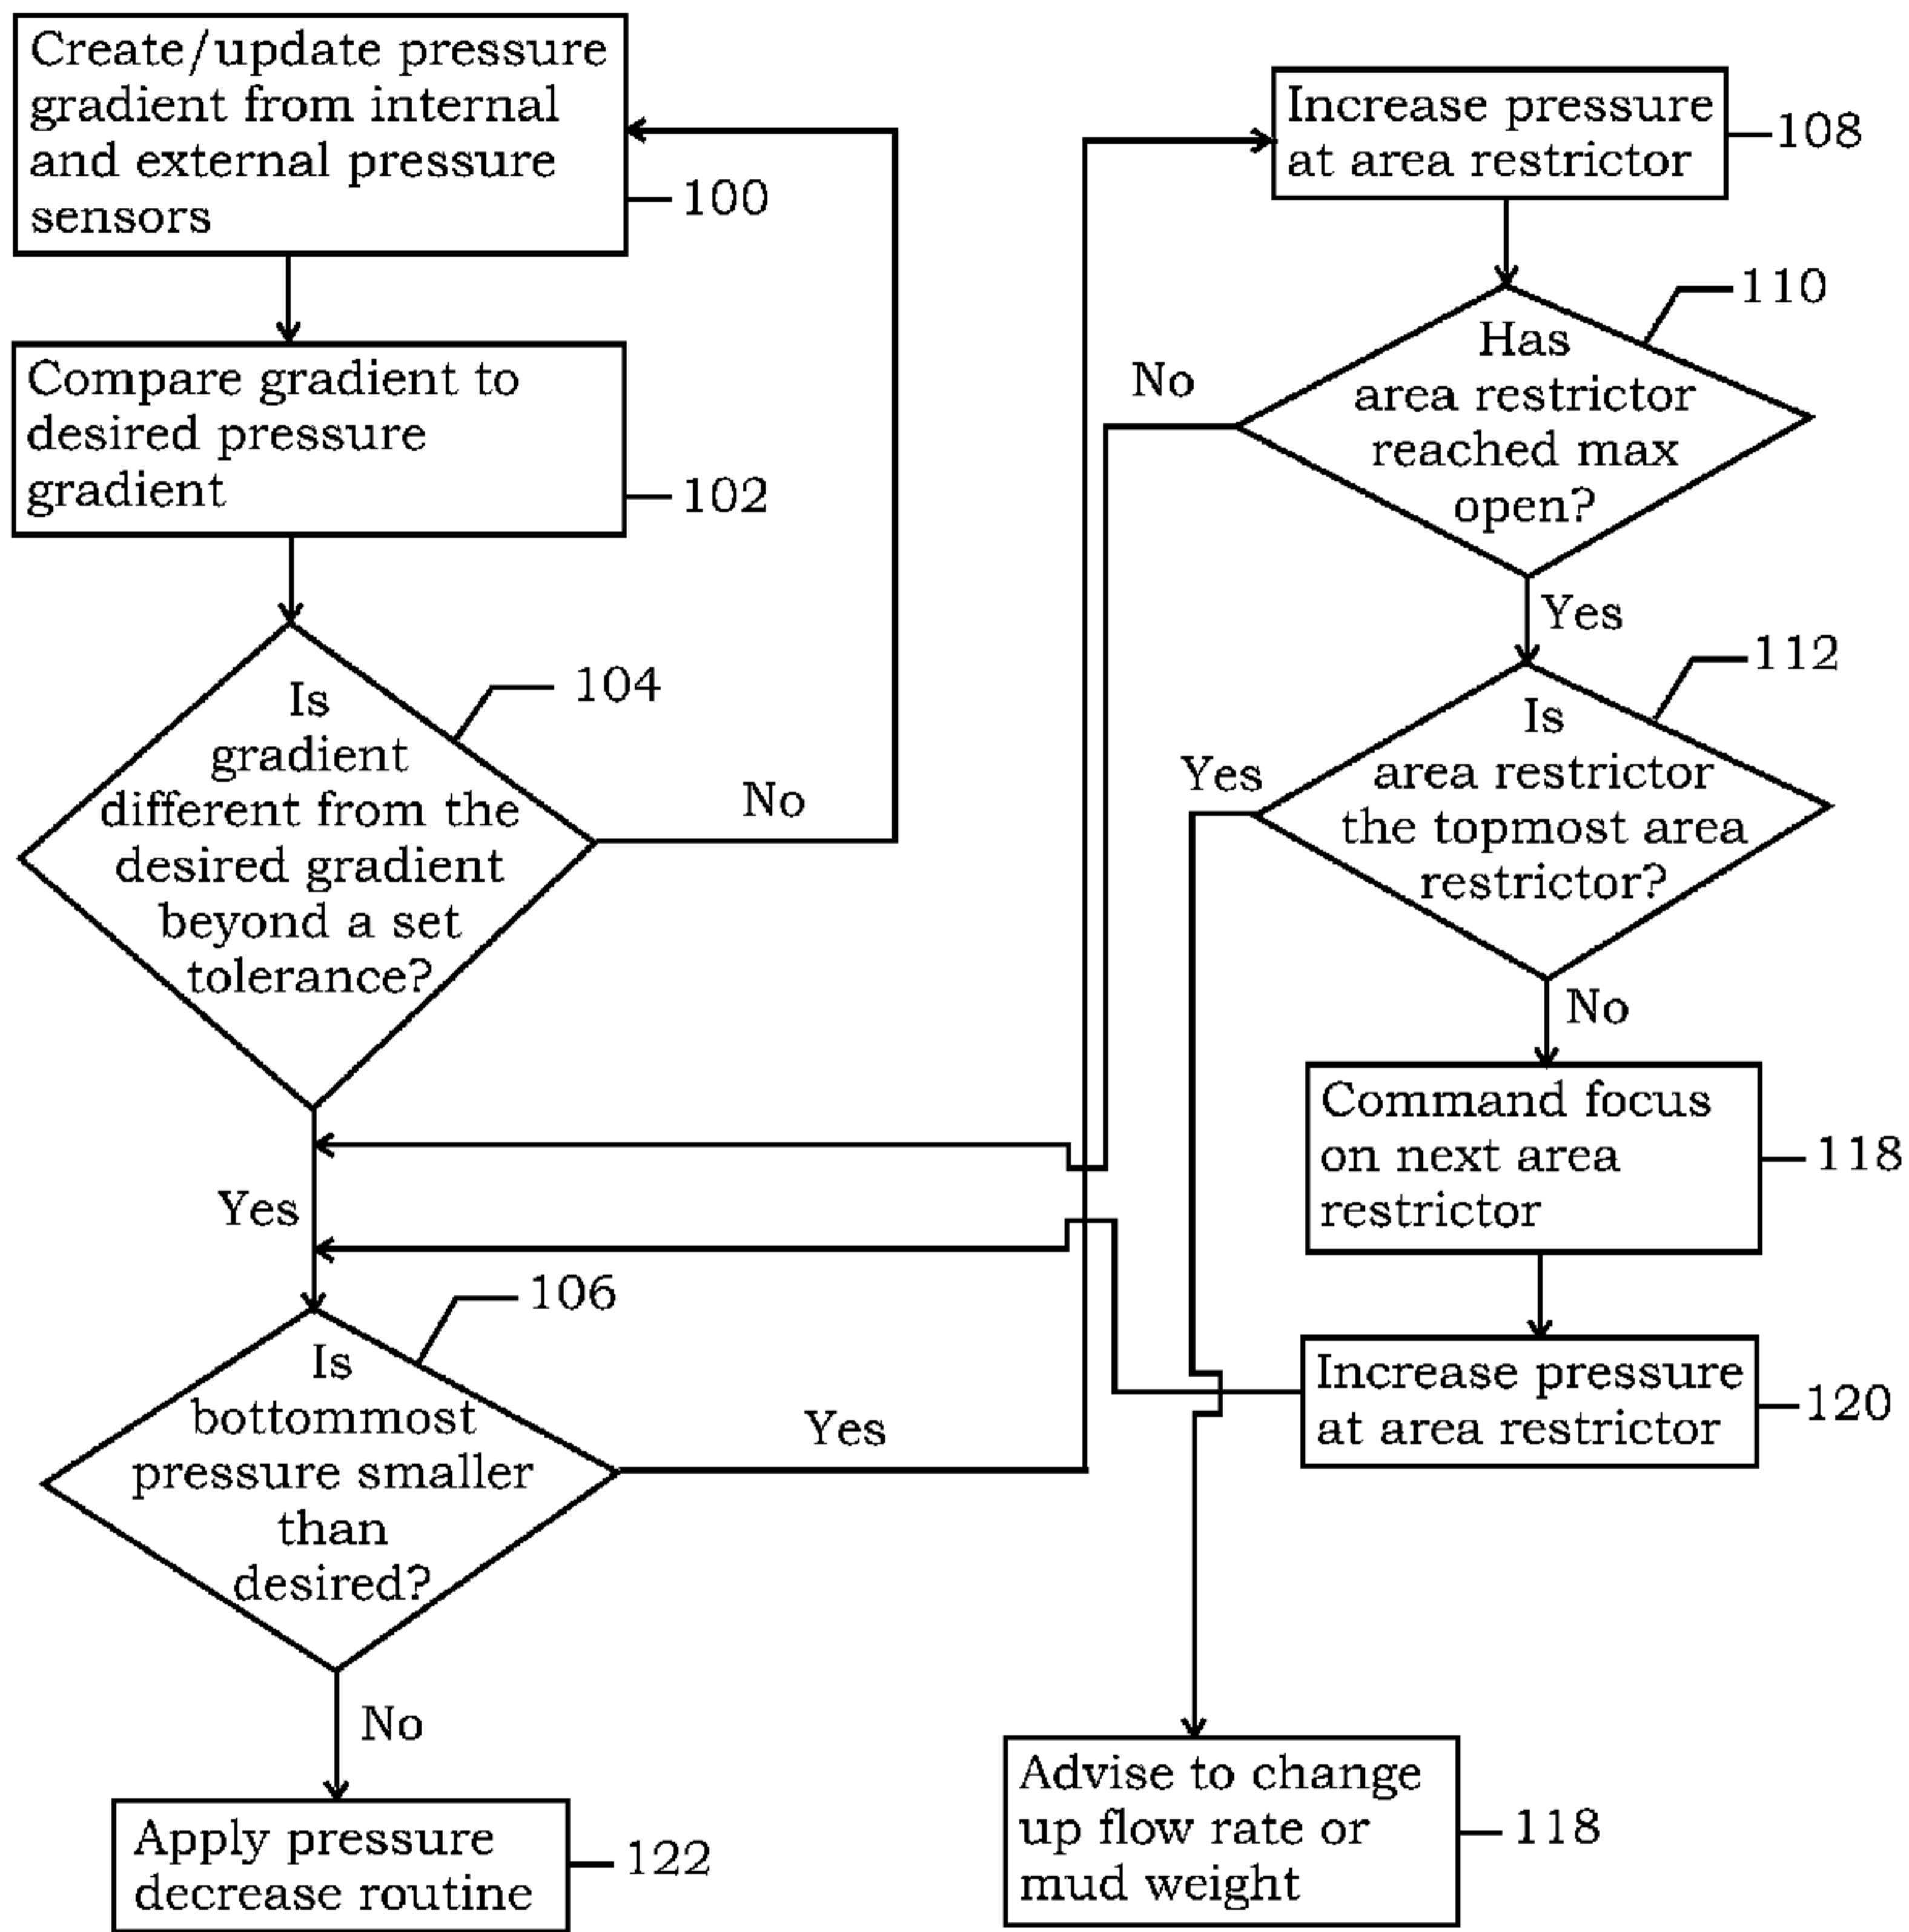 Create/update pressure
gradient from internal
and external pressure
sensors
100
Compare gradient to
desired pressure
gradient
102
Is
gradient
different from the
desired gradient
beyond a set
tolerance?
104
No
Yes
Is
bottommost
pressure smaller
than
desired?
106
Yes
No
Apply pressure
decrease routine
122
Increase pressure
at area restrictor
108
Has
area restrictor
reached max
open?
110
No
Yes
Is
area restrictor
the topmost area
restrictor?
112
Yes
No
Command focus
on next area
restrictor
118
Increase pressure
at area restrictor
120
Advise to change
up flow rate or
mud weight
118